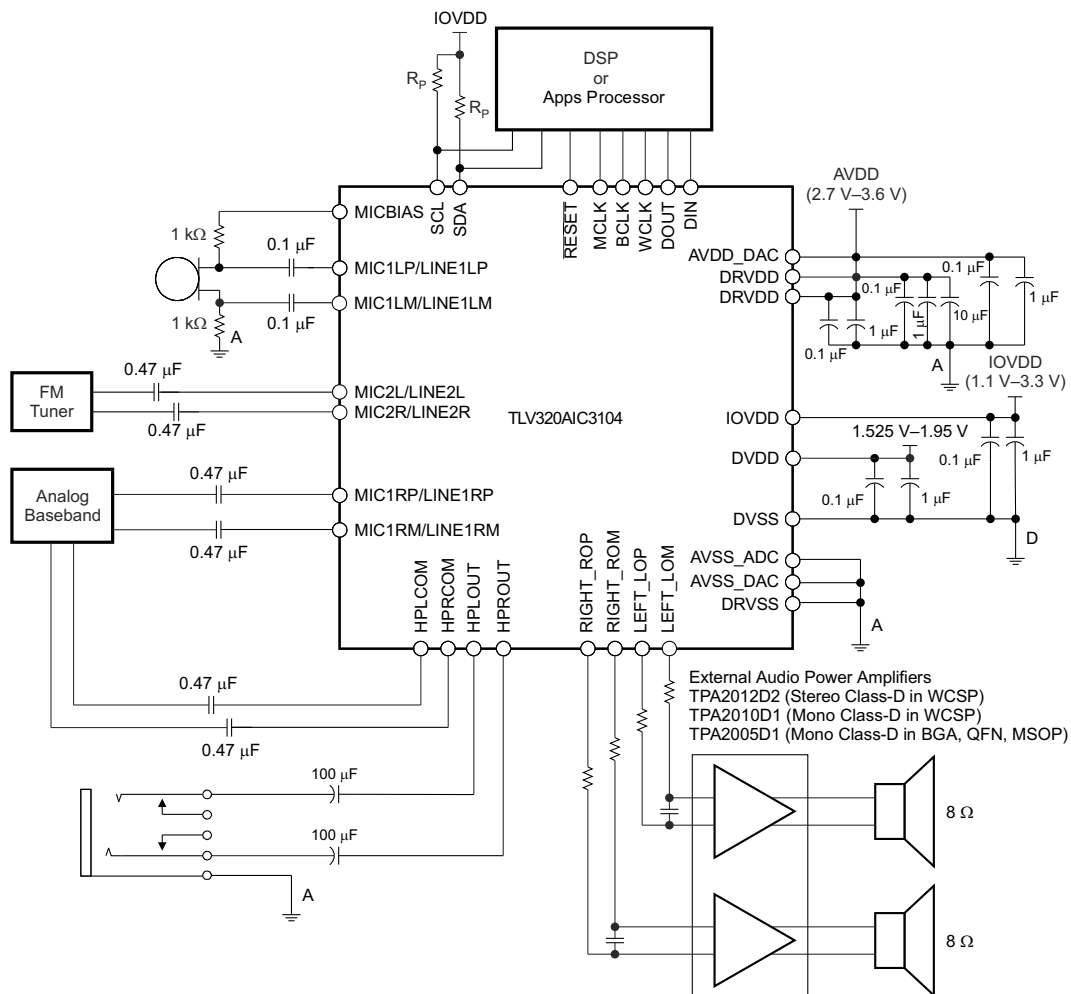 IOVDD
R_P
R_P
DSP
or
Apps Processor
AVDD
(2.7 V–3.6 V)
SCL
SDA
RESET
MCLK
BCLK
WCLK
DOUT
DIN
MICBIAS
1 kΩ
0.1 μF
MIC1LP/LINE1LP
MIC1LM/LINE1LM
1 kΩ
0.1 μF
A
AVDD_DAC
DRVDD
DRVDD
0.1 μF
0.1 μF
1 μF
1 μF
10 μF
1 μF
0.1 μF
A
IOVDD
(1.1 V–3.3 V)
FM
Tuner
0.47 μF
0.47 μF
MIC2L/LINE2L
MIC2R/LINE2R
TLV320AIC3104
IOVDD
1.525 V–1.95 V
DVDD
0.1 μF
1 μF
0.1 μF
1 μF
DVSS
D
Analog
Baseband
0.47 μF
0.47 μF
MIC1RP/LINE1RP
MIC1RM/LINE1RM
AVSS_ADC
AVSS_DAC
DRVSS
A
HPLCOM
HPRCOM
HPLOUT
HPROUT
RIGHT_ROP
RIGHT_ROM
LEFT_LOP
LEFT_LOM
0.47 μF
0.47 μF
External Audio Power Amplifiers
TPA2012D2 (Stereo Class-D in WCSP)
TPA2010D1 (Mono Class-D in WCSP)
TPA2005D1 (Mono Class-D in BGA, QFN, MSOP)
100 μF
100 μF
A
8 Ω
8 Ω